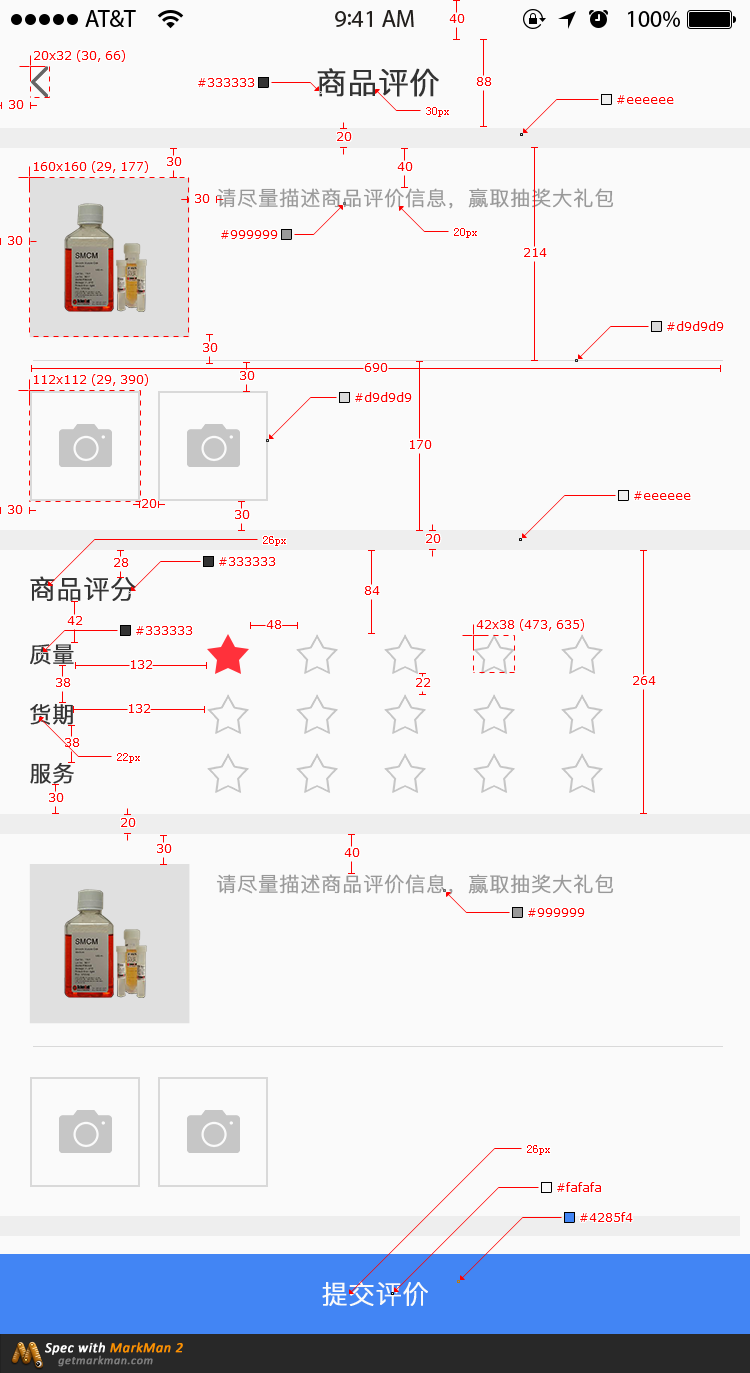 AT&T 9:41 AM 100%
40
20x32 (30, 66)
#333333 商品评价 88
30 30px #eeeeee
20
30 40
160x160 (29, 177)
30 请尽量描述商品评价信息，赢取抽奖大礼包
#999999 20px
30 214
SMCM
#d9d9d9
30
690
112x112 (29, 390) 30
#d9d9d9
170
#eeeeee
30 20 30
26px 20
28 #333333
商品评分 84
42 48 42x38 (473, 635)
#333333
质量 132
38 22 264
货期 132
38 22px
服务
30
20
30 40
请尽量描述商品评价信息，赢取抽奖大礼包
#999999
SMCM
26px
#fafafa
#4285f4
提交评价
Spec with MarkMan 2
getmarkman.com